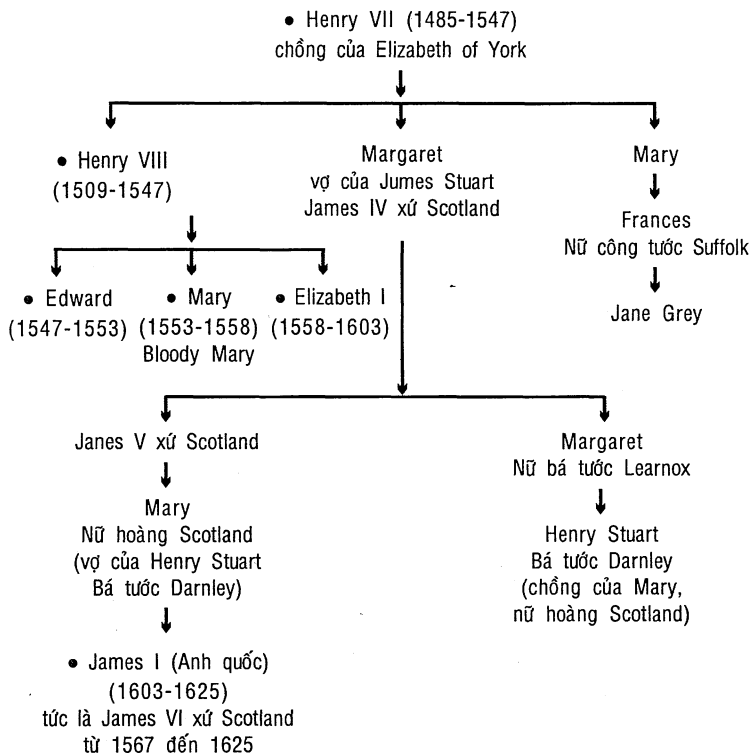 • Henry VII (1485-1547)
chồng của Elizabeth of York
• Henry VIII
(1509-1547)
Margaret
vợ của Jumes Stuart
James IV xứ Scotland
Mary
Frances
Nữ công tước Suffolk
Jane Grey
• Edward
(1547-1553)
• Mary
(1553-1558)
Bloody Mary
• Elizabeth I
(1558-1603)
Janes V xứ Scotland
Mary
Nữ hoàng Scotland
(vợ của Henry Stuart
Bá tước Darnley)
• James I (Anh quốc)
(1603-1625)
tức là James VI xứ Scotland
từ 1567 đến 1625
Margaret
Nữ bá tước Learnox
Henry Stuart
Bá tước Darnley
(chồng của Mary,
nữ hoàng Scotland)